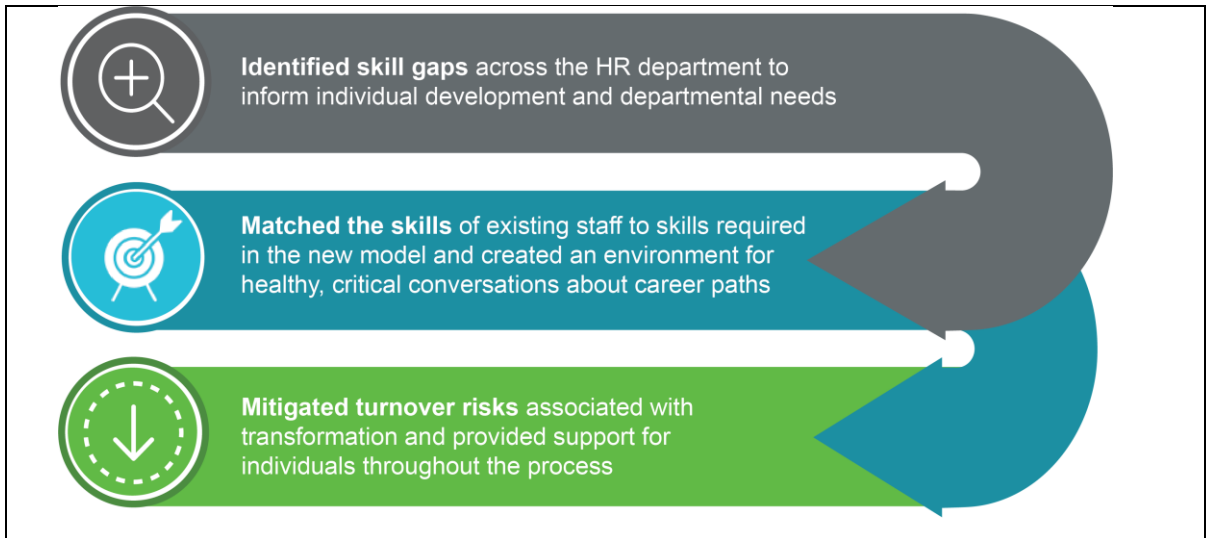 Identified skill gaps across the HR department to
inform individual development and departmental needs
Matched the skills of existing staff to skills required
in the new model and created an environment for
healthy, critical conversations about career paths
Mitigated turnover risks associated with
transformation and provided support for
individuals throughout the process